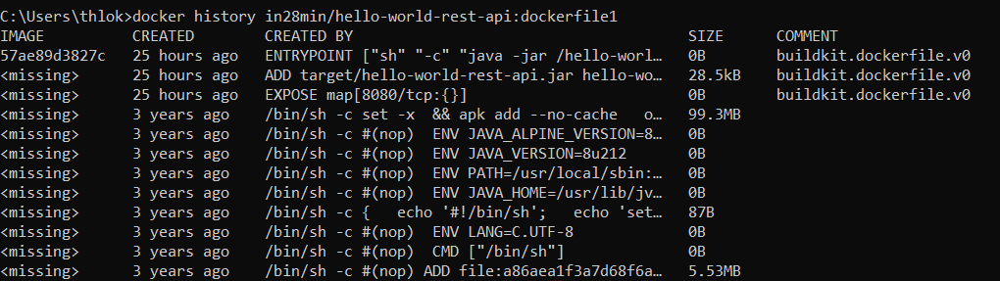 C:\Users\thlok>docker history in28min/hello-world-rest-api:dockerfile1
IMAGE CREATED CREATED BY SIZE COMMENT
57ae89d3827c 25 hours ago ENTRYPOINT ["sh" "-c" "java -jar /hello-worl… 0B buildkit.dockerfile.v0
<missing> 25 hours ago ADD target/hello-world-rest-api.jar hello-wo… 28.5kB buildkit.dockerfile.v0
<missing> 25 hours ago EXPOSE map[8080/tcp:{}] 0B buildkit.dockerfile.v0
<missing> 3 years ago /bin/sh -c set -x && apk add --no-cache o… 99.3MB
<missing> 3 years ago /bin/sh -c #(nop) ENV JAVA_ALPINE_VERSION=8… 0B
<missing> 3 years ago /bin/sh -c #(nop) ENV JAVA_VERSION=8u212 0B
<missing> 3 years ago /bin/sh -c #(nop) ENV PATH=/usr/local/sbin:… 0B
<missing> 3 years ago /bin/sh -c #(nop) ENV JAVA_HOME=/usr/lib/jv… 0B
<missing> 3 years ago /bin/sh -c { echo '#!/bin/sh'; echo 'set… 87B
<missing> 3 years ago /bin/sh -c #(nop) ENV LANG=C.UTF-8 0B
<missing> 3 years ago /bin/sh -c #(nop) CMD ["/bin/sh"] 0B
<missing> 3 years ago /bin/sh -c #(nop) ADD file:a86aea1f3a7d68f6a… 5.53MB